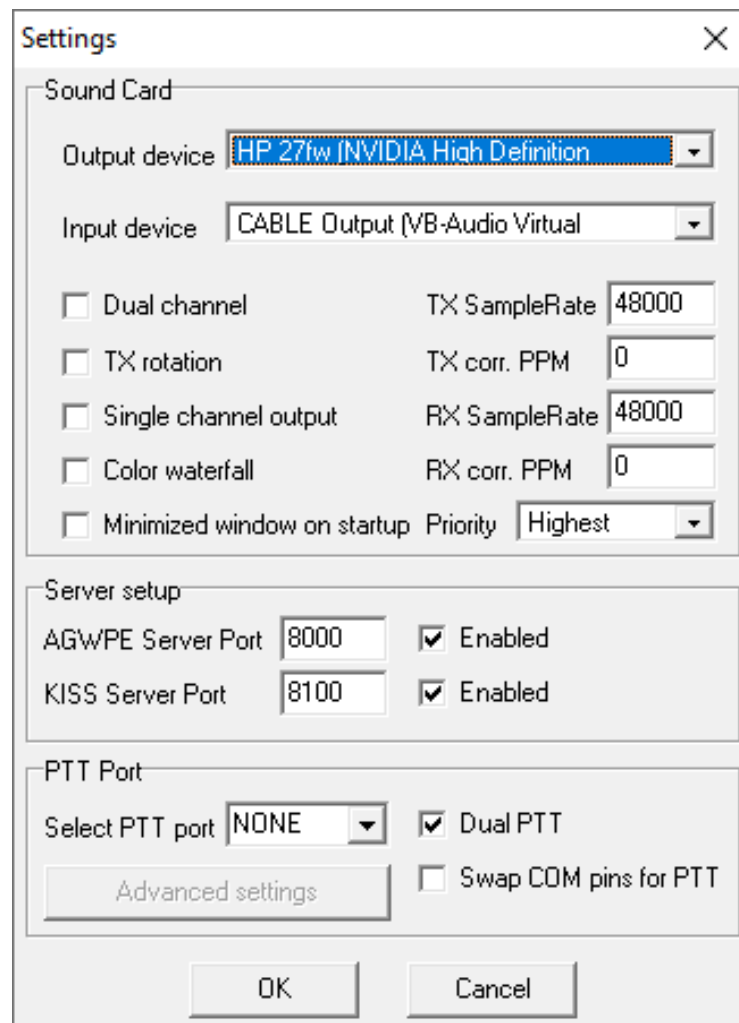 Settings
Sound Card
Output device HP 27fw (NVIDIA High Definition
Input device CABLE Output (VB-Audio Virtual
Dual channel TX SampleRate 48000
TX rotation TX corr. PPM 0
Single channel output RX SampleRate 48000
Color waterfall RX corr. PPM 0
Minimized window on startup Priority Highest
Server setup
AGWPE Server Port 8000 Enabled
KISS Server Port 8100 Enabled
PTT Port
Select PTT port NONE Dual PTT
Advanced settings Swap COM pins for PTT
OK Cancel